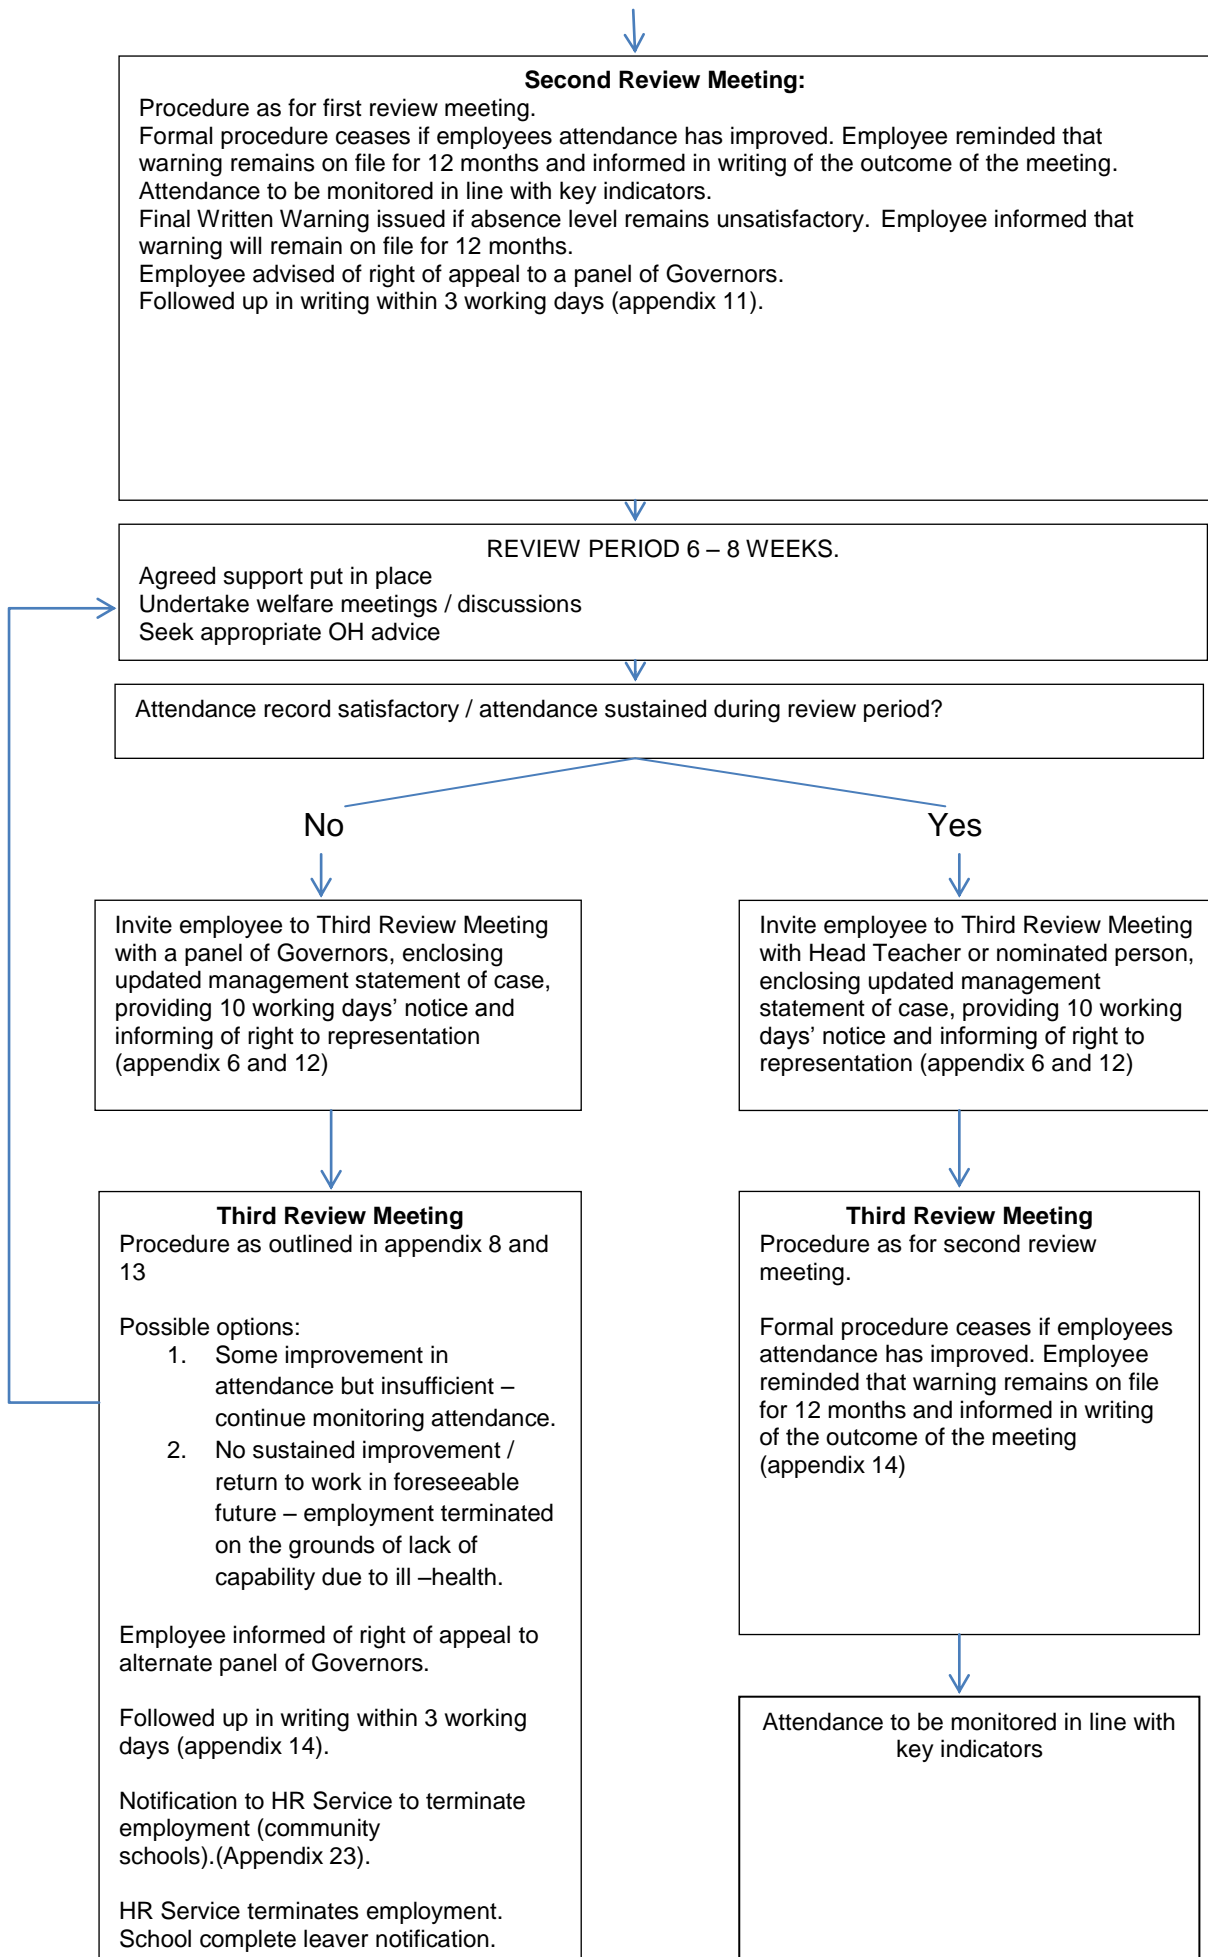 Second Review Meeting:
Procedure as for first review meeting.
Formal procedure ceases if employees attendance has improved. Employee reminded that
warning remains on file for 12 months and informed in writing of the outcome of the meeting.
Attendance to be monitored in line with key indicators.
Final Written Warning issued if absence level remains unsatisfactory. Employee informed that
warning will remain on file for 12 months.
Employee advised of right of appeal to a panel of Governors.
Followed up in writing within 3 working days (appendix 11).
REVIEW PERIOD 6 – 8 WEEKS.
Agreed support put in place
Undertake welfare meetings / discussions
Seek appropriate OH advice
Attendance record satisfactory / attendance sustained during review period?
No
Yes
Invite employee to Third Review Meeting
with a panel of Governors, enclosing
updated management statement of case,
providing 10 working days’ notice and
informing of right to representation
(appendix 6 and 12)
Invite employee to Third Review Meeting
with Head Teacher or nominated person,
enclosing updated management
statement of case, providing 10 working
days’ notice and informing of right to
representation (appendix 6 and 12)
Third Review Meeting
Procedure as outlined in appendix 8 and
13
Possible options:
1. Some improvement in
attendance but insufficient –
continue monitoring attendance.
2. No sustained improvement /
return to work in foreseeable
future – employment terminated
on the grounds of lack of
capability due to ill –health.
Employee informed of right of appeal to
alternate panel of Governors.
Followed up in writing within 3 working
days (appendix 14).
Notification to HR Service to terminate
employment (community
schools).(Appendix 23).
HR Service terminates employment.
School complete leaver notification.
Third Review Meeting
Procedure as for second review
meeting.
Formal procedure ceases if employees
attendance has improved. Employee
reminded that warning remains on file
for 12 months and informed in writing
of the outcome of the meeting
(appendix 14)
Attendance to be monitored in line with
key indicators